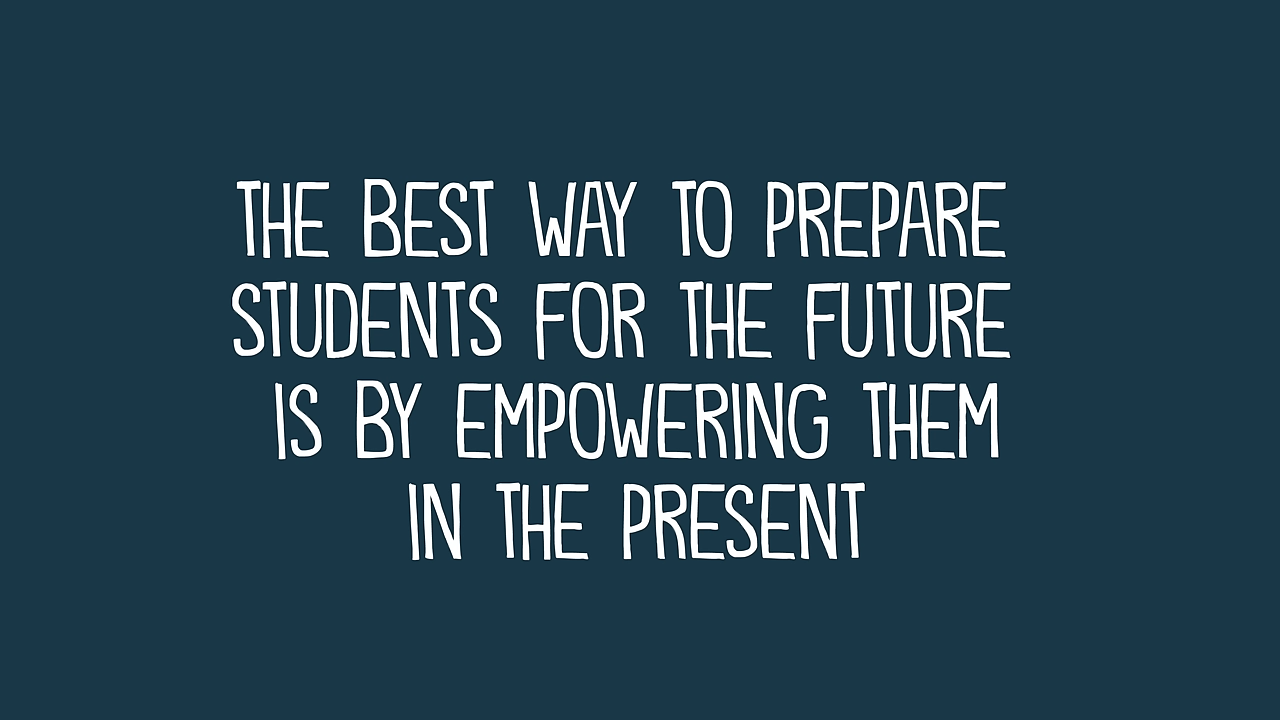 THE BEST WAY TO PREPARE
STUDENTS FOR THE FUTURE
IS BY EMPOWERING THEM
IN THE PRESENT